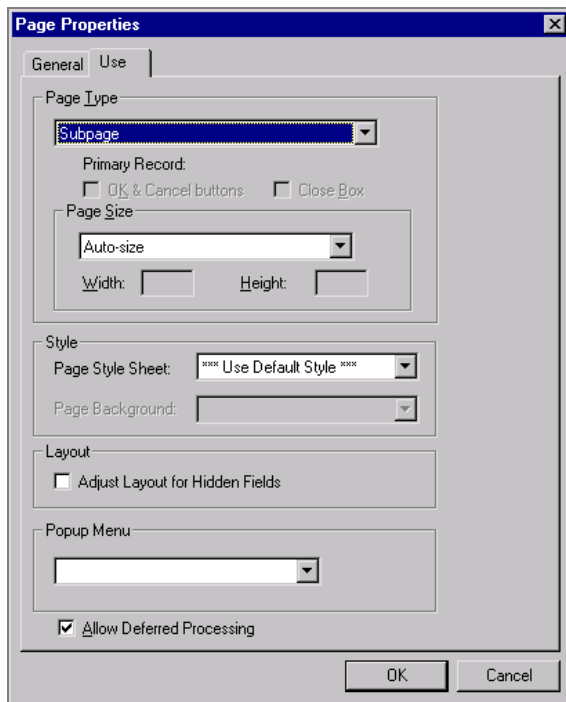 Page Properties
General Use
Page Type
Subpage
Primary Record:
OK & Cancel buttons Close Box
Page Size
Auto-size
Width: Height:
Style
Page Style Sheet: *** Use Default Style ***
Page Background:
Layout
Adjust Layout for Hidden Fields
Popup Menu
Allow Deferred Processing
OK Cancel